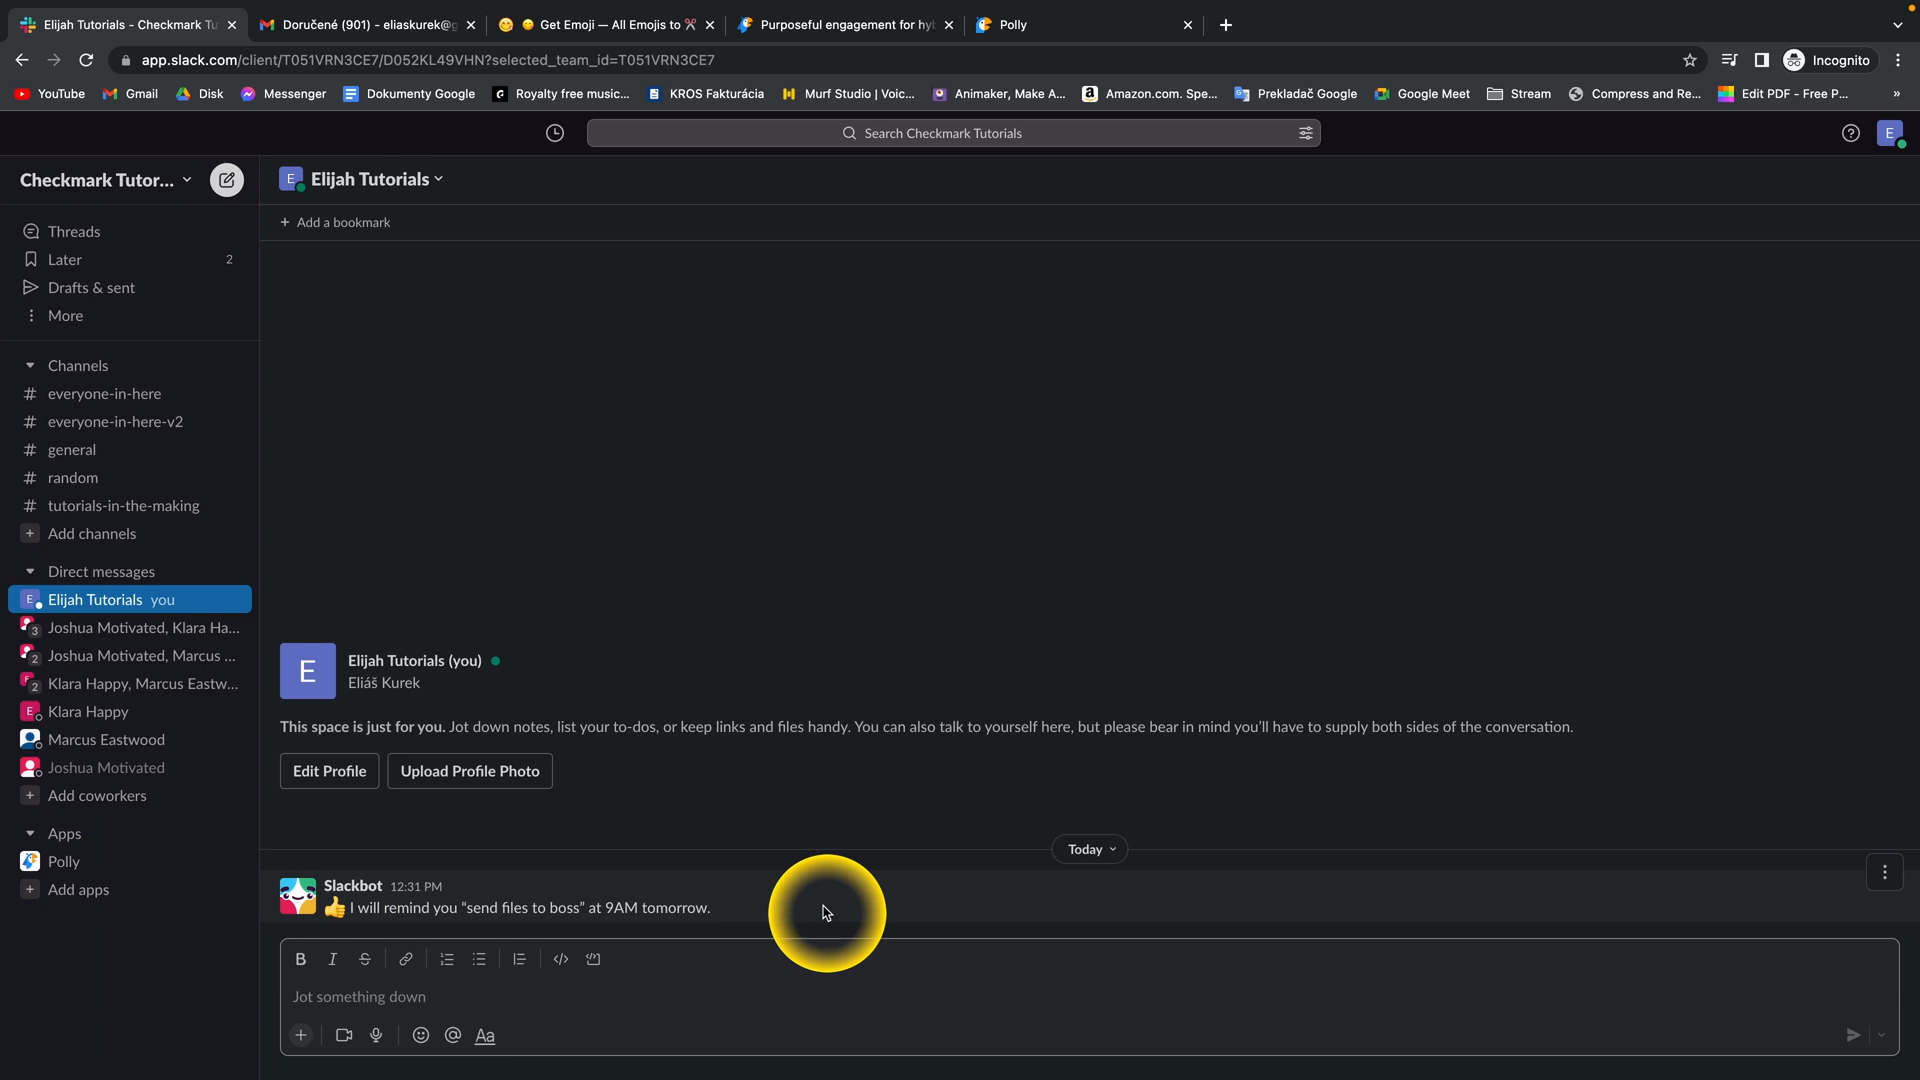 Elijah Tutorials - Checkmark Tu
Doručené (901) - eliaskurek@g
Get Emoji — All Emojis to
Purposeful engagement for hyb
Polly
app.slack.com/client/T051VRN3CE7/D052KL49VHN?selected_team_id=T051VRN3CE7
Incognito
YouTube
Gmail
Disk
Messenger
Dokumenty Google
Royalty free music...
KROS Fakturácia
Murf Studio | Voic...
Animaker, Make A...
Amazon.com. Spe...
Prekladač Google
Google Meet
Stream
Compress and Re...
Edit PDF - Free P...
»
Search Checkmark Tutorials
E
Checkmark Tutor...
E Elijah Tutorials
+ Add a bookmark
Threads
Later 2
Drafts & sent
More
Channels
# everyone-in-here
# everyone-in-here-v2
# general
# random
# tutorials-in-the-making
+ Add channels
Direct messages
E Elijah Tutorials you
3 Joshua Motivated, Klara Ha...
2 Joshua Motivated, Marcus ...
2 Klara Happy, Marcus Eastw...
E Klara Happy
Marcus Eastwood
Joshua Motivated
+ Add coworkers
Apps
Polly
+ Add apps
E
Elijah Tutorials (you)
Eliáš Kurek
This space is just for you. Jot down notes, list your to-dos, or keep links and files handy. You can also talk to yourself here, but please bear in mind you'll have to supply both sides of the conversation.
Edit Profile
Upload Profile Photo
Today
Slackbot 12:31 PM
I will remind you “send files to boss” at 9AM tomorrow.
B I S
Jot something down
+ @ Aa